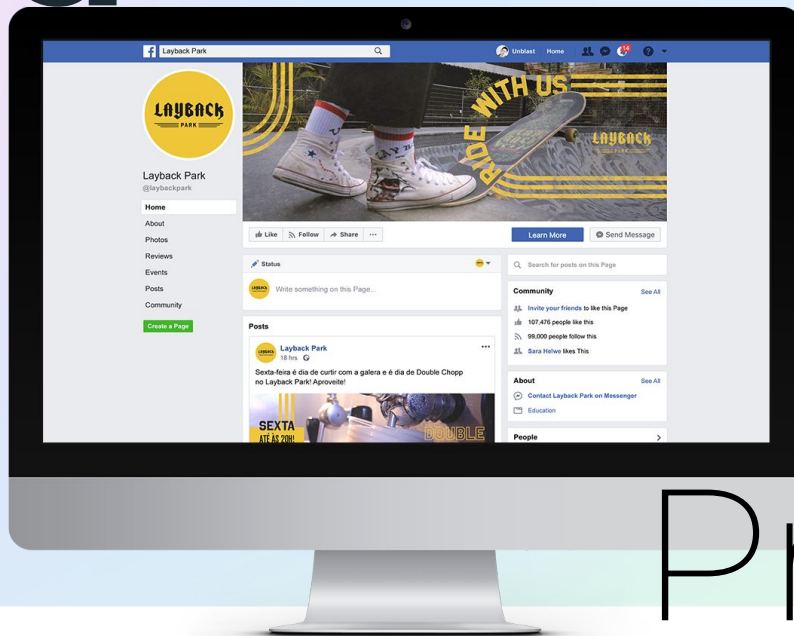 Layback Park
Unblast Home 14
RIDE WITH US
LAYBACK
PARK
LAYBACK
Layback Park
@laybackpark
Home
About
Photos
Reviews
Events
Posts
Community
Create a Page
Like Follow Share ...
Learn More Send Message
Status
Write something on this Page...
Posts
Layback Park
18 hrs
Sexta-feira é dia de curtir com a galera e é dia de Double Chopp
no Layback Park! Aproveite!
SEXTA
ATÉ ÀS 20H!
DOUBLE
Search for posts on this Page
Community See All
Invite your friends to like this Page
107,476 people like this
99,000 people follow this
Sara Helwe likes This
About See All
Contact Layback Park on Messenger
Education
People